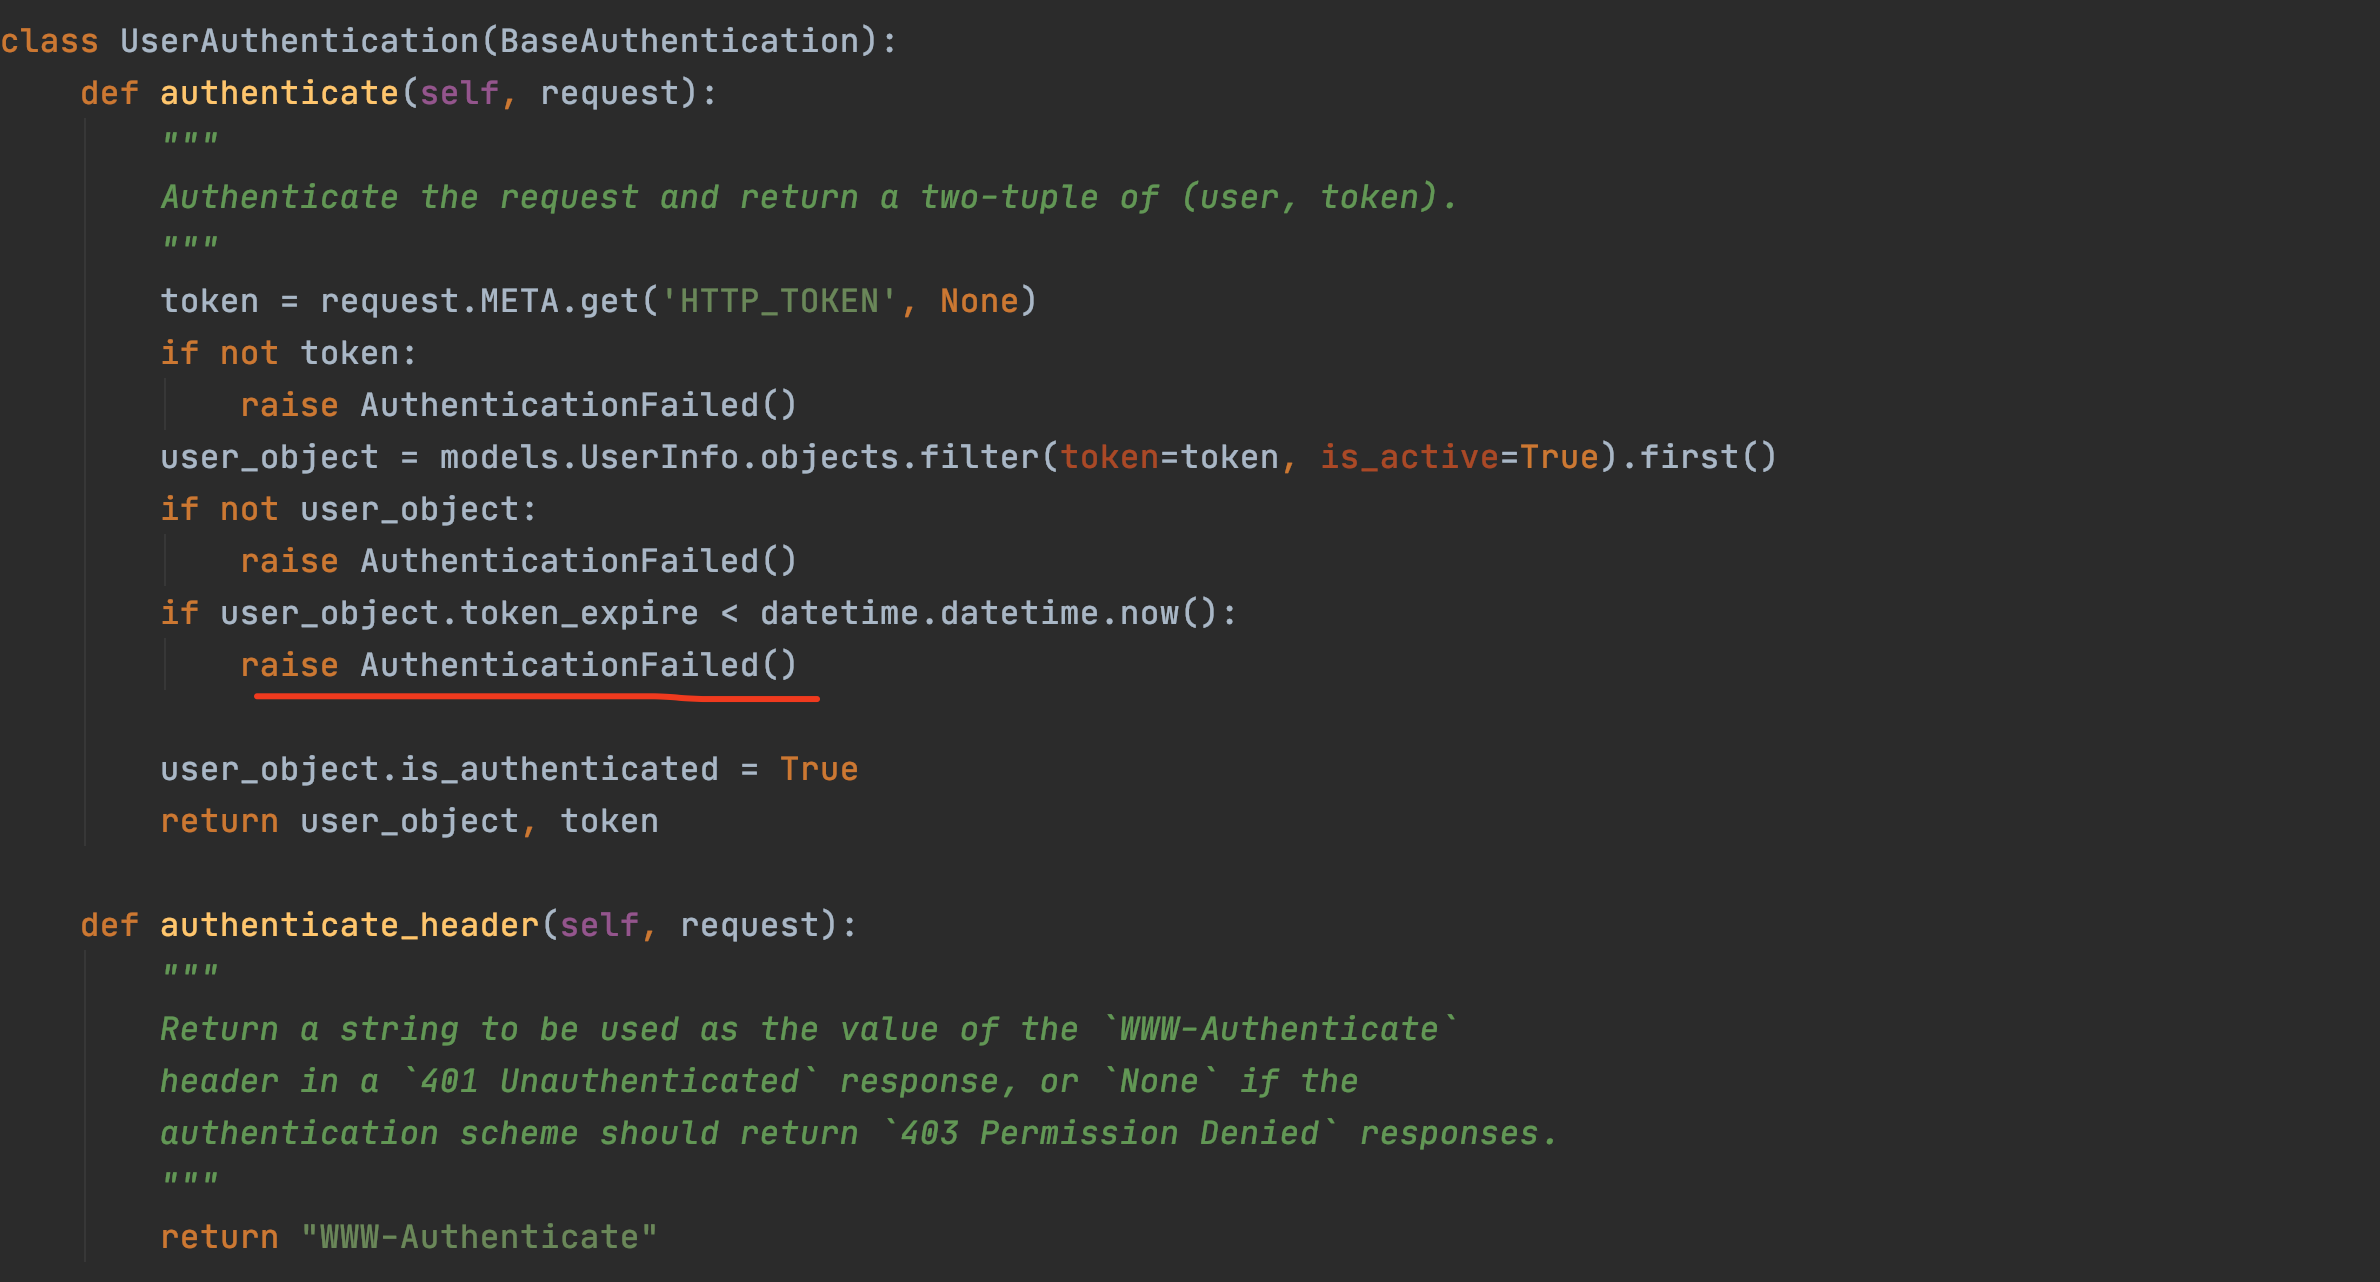 class UserAuthentication(BaseAuthentication):
    def authenticate(self, request):
        """
        Authenticate the request and return a two-tuple of (user, token).
        """
        token = request.META.get('HTTP_TOKEN', None)
        if not token:
            raise AuthenticationFailed()
        user_object = models.UserInfo.objects.filter(token=token, is_active=True).first()
        if not user_object:
            raise AuthenticationFailed()
        if user_object.token_expire < datetime.datetime.now():
            raise AuthenticationFailed()
        user_object.is_authenticated = True
        return user_object, token
    def authenticate_header(self, request):
        """
        Return a string to be used as the value of the `WWW-Authenticate`
        header in a `401 Unauthenticated` response, or `None` if the
        authentication scheme should return `403 Permission Denied` responses.
        """
        return "WWW-Authenticate"